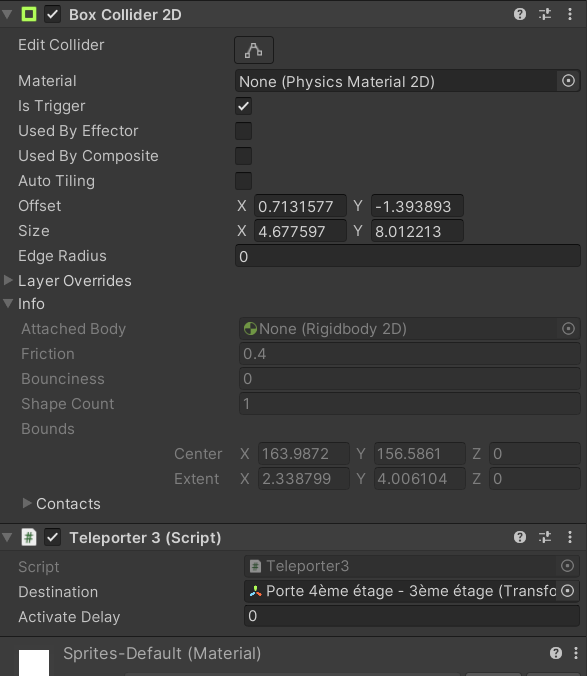 Box Collider 2D
Edit Collider
Material None (Physics Material 2D)
Is Trigger
Used By Effector
Used By Composite
Auto Tiling
Offset X 0.7131577 Y -1.393893
Size X 4.677597 Y 8.012213
Edge Radius 0
Layer Overrides
Info
Attached Body None (Rigidbody 2D)
Friction 0.4
Bounciness 0
Shape Count 1
Bounds
Center X 163.9872 Y 156.5861 Z 0
Extent X 2.338799 Y 4.006104 Z 0
Contacts
# Teleporter 3 (Script)
Script # Teleporter3
Destination Porte 4ème étage - 3ème étage (Transfo
Activate Delay 0
Sprites-Default (Material)